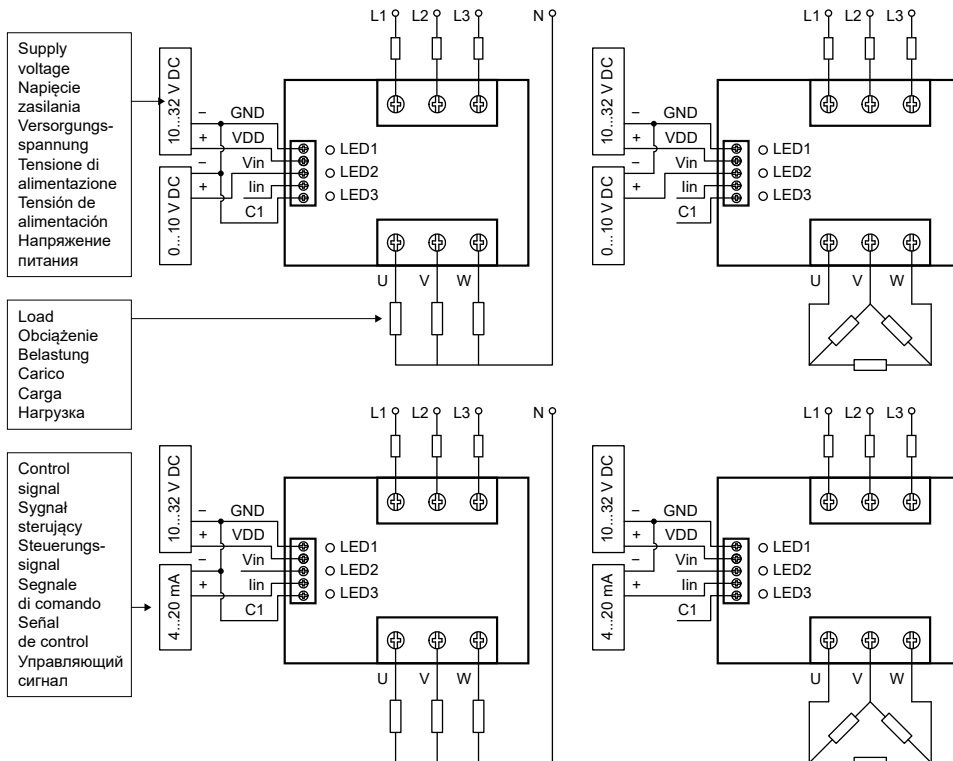 Supply
voltage
Napięcie
zasilania
Versorgungs-
spannung
Tensione di
alimentazione
Tensión de
alimentación
Напряжение
питания
Load
Obciążenie
Belastung
Carico
Carga
Нагрузка
Control
signal
Sygnał
sterujący
Steuerungs-
signal
Segnale
di comando
Señal
de control
Управляющий
сигнал
L1 L2 L3 N
10...32 V DC
0...10 V DC
− GND
+ VDD
− Vin
+ Iin
C1
LED1
LED2
LED3
U V W
L1 L2 L3
10...32 V DC
0...10 V DC
− GND
+ VDD
− Vin
+ Iin
C1
LED1
LED2
LED3
U V W
L1 L2 L3 N
10...32 V DC
4...20 mA
− GND
+ VDD
− Vin
+ Iin
C1
LED1
LED2
LED3
U V W
L1 L2 L3
10...32 V DC
4...20 mA
− GND
+ VDD
− Vin
+ Iin
C1
LED1
LED2
LED3
U V W